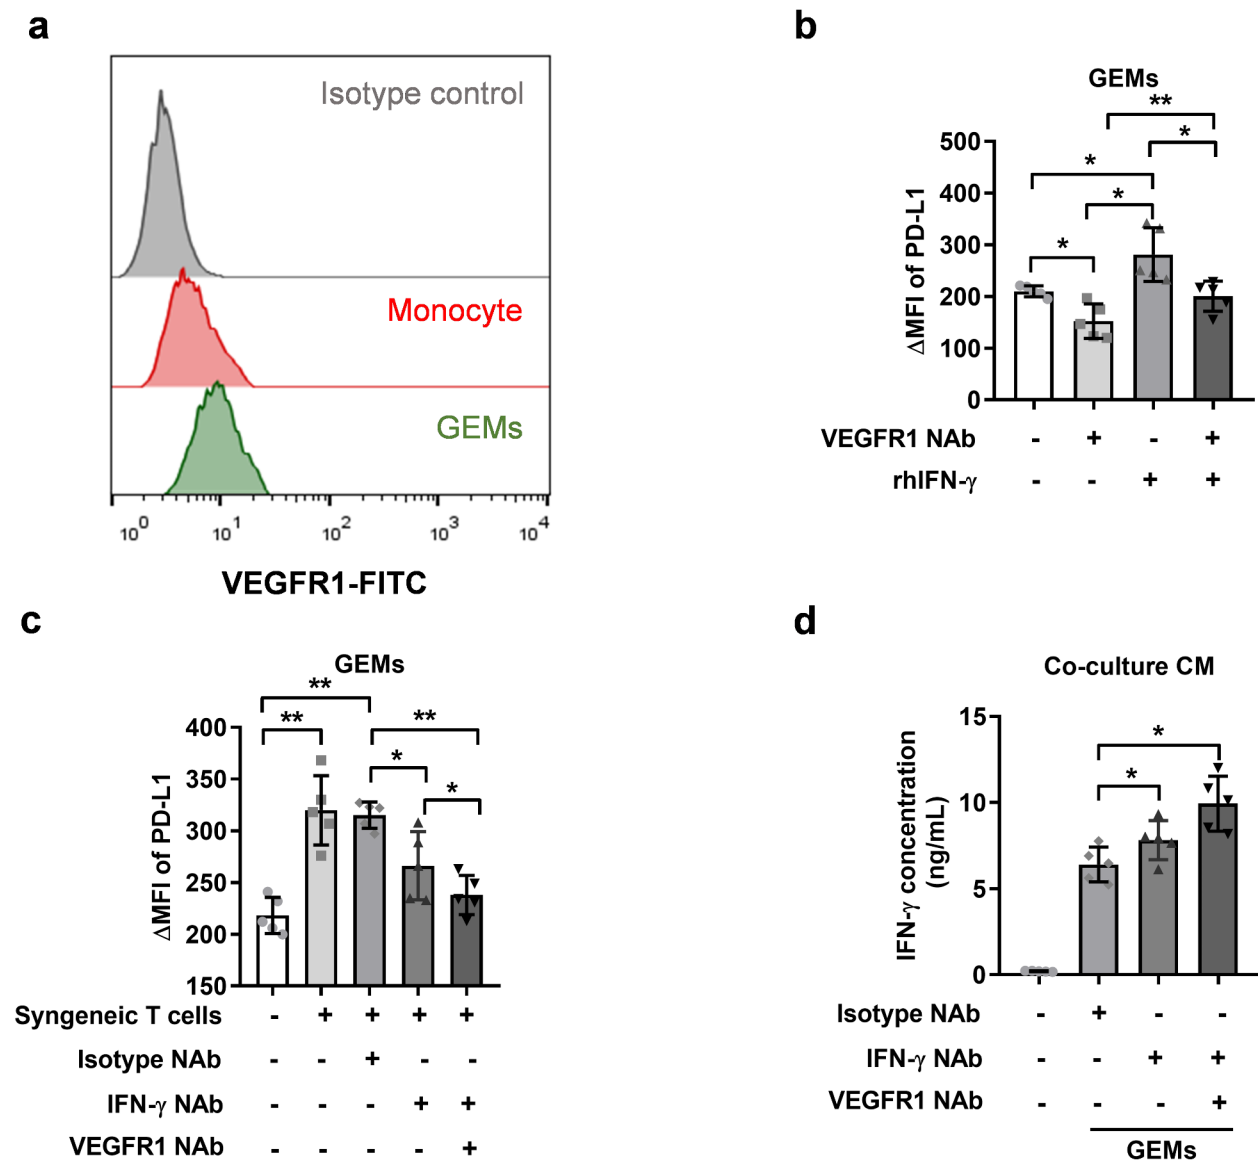 a
Isotype control
Monocyte
GEMs
10^0 10^1 10^2 10^3 10^4
VEGFR1-FITC
b
GEMs
** 
*
*
*
*
ΔMFI of PD-L1
500
400
300
200
100
0
VEGFR1 NAb - + - +
rhIFN-γ - - + +
c
GEMs
**
** **
*
*
ΔMFI of PD-L1
400
350
300
250
200
150
Syngeneic T cells - + + + +
Isotype NAb - - + - -
IFN-γ NAb - - - + +
VEGFR1 NAb - - - - +
d
Co-culture CM
*
*
IFN-γ concentration
(ng/mL)
15
10
5
0
Isotype NAb - + - -
IFN-γ NAb - - + +
VEGFR1 NAb - - - +
GEMs